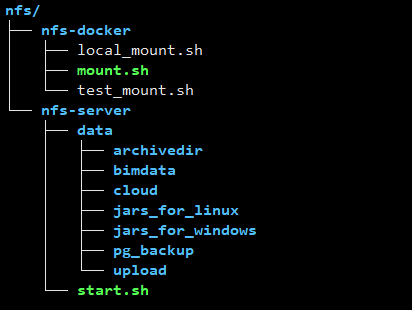 nfs/
nfs-docker
local_mount.sh
mount.sh
test_mount.sh
nfs-server
data
archivedir
bimdata
cloud
jars_for_linux
jars_for_windows
pg_backup
upload
start.sh